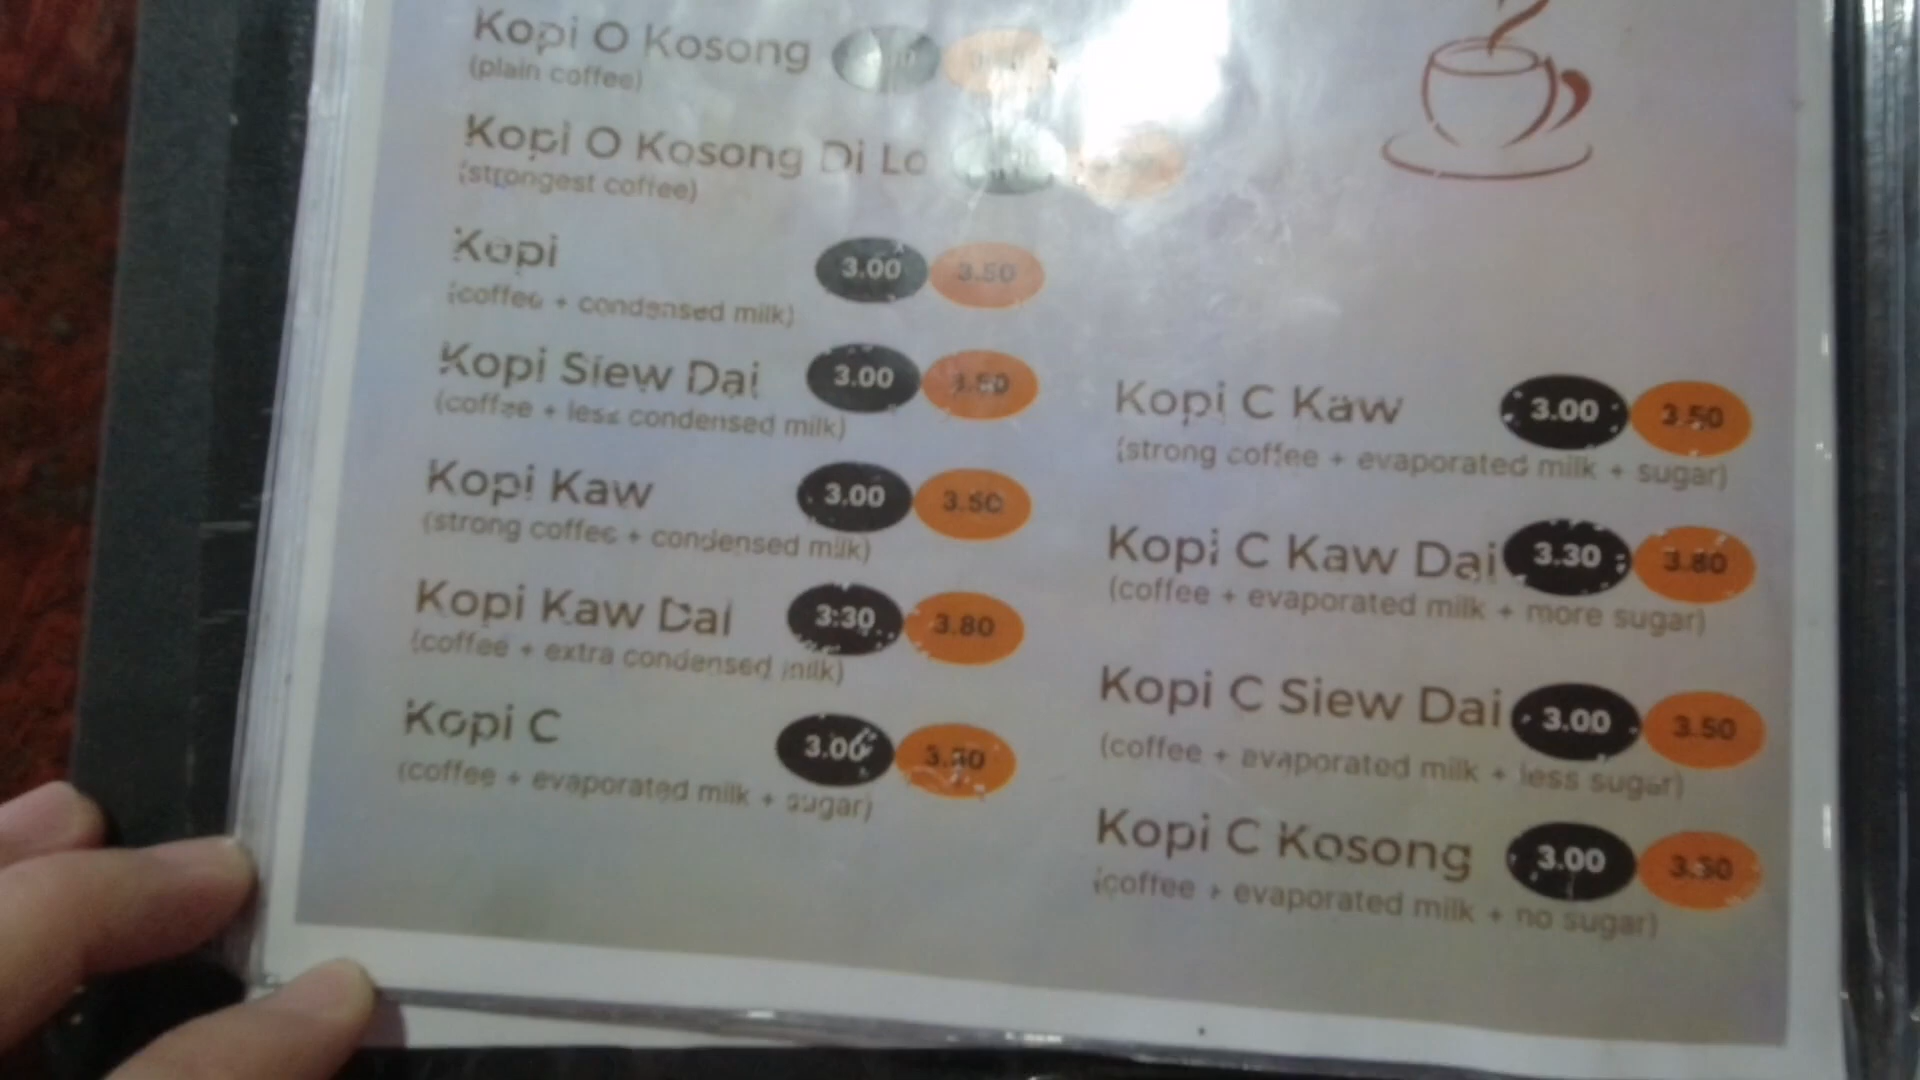 Kopi O Kosong
(plain coffee)
Kopi O Kosong Di Lo
(strongest coffee)
Kopi 3.00 3.50
(coffee + condensed milk)
Kopi Siew Dai 3.00 3.50
(coffee + less condensed milk)
Kopi Kaw 3.00 3.50
(strong coffee + condensed milk)
Kopi Kaw Dai 3:30 3.80
(coffee + extra condensed milk)
Kopi C 3.00
(coffee + evaporated milk + sugar)
Kopi C Kaw 3.00 3.50
(strong coffee + evaporated milk + sugar)
Kopi C Kaw Dai 3.30 3.80
(coffee + evaporated milk + more sugar)
Kopi C Siew Dai 3.00 3.50
(coffee + evaporated milk + less sugar)
Kopi C Kosong 3.00 3.50
(coffee + evaporated milk + no sugar)